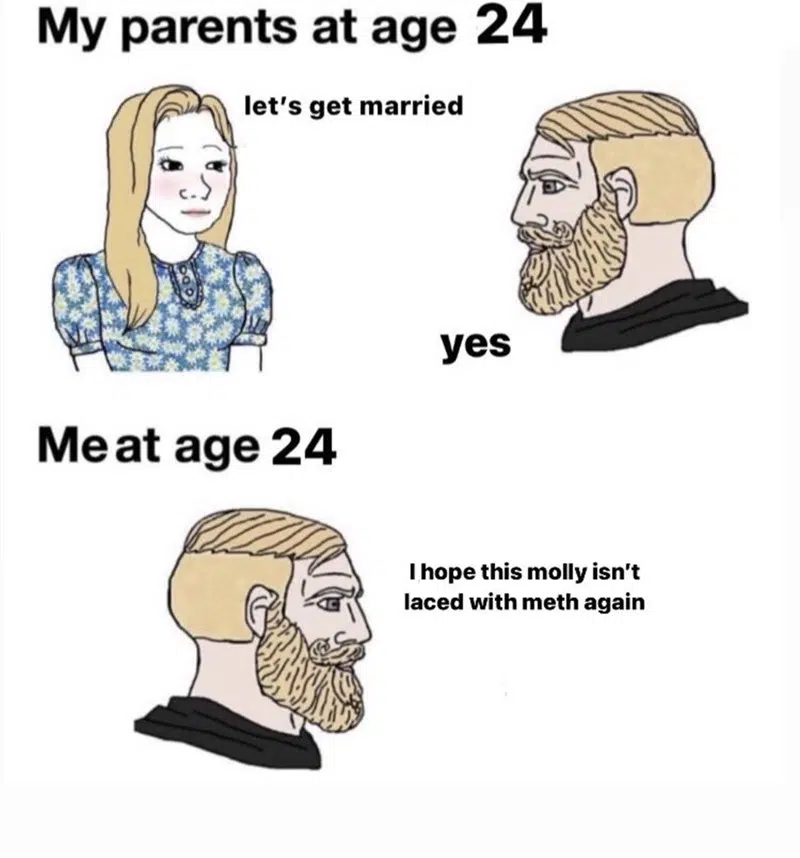 My parents at age 24
let's get married
yes
Me at age 24
I hope this molly isn't
laced with meth again